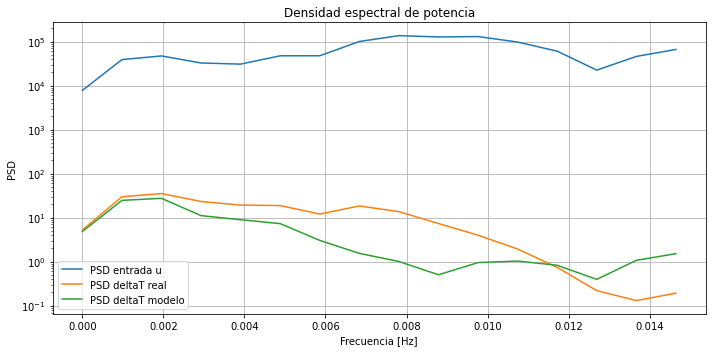 Densidad espectral de potencia
PSD
10^5
10^4
10^3
10^2
10^1
10^0
10^−1
PSD entrada u
PSD deltaT real
PSD deltaT modelo
0.000 0.002 0.004 0.006 0.008 0.010 0.012 0.014
Frecuencia [Hz]